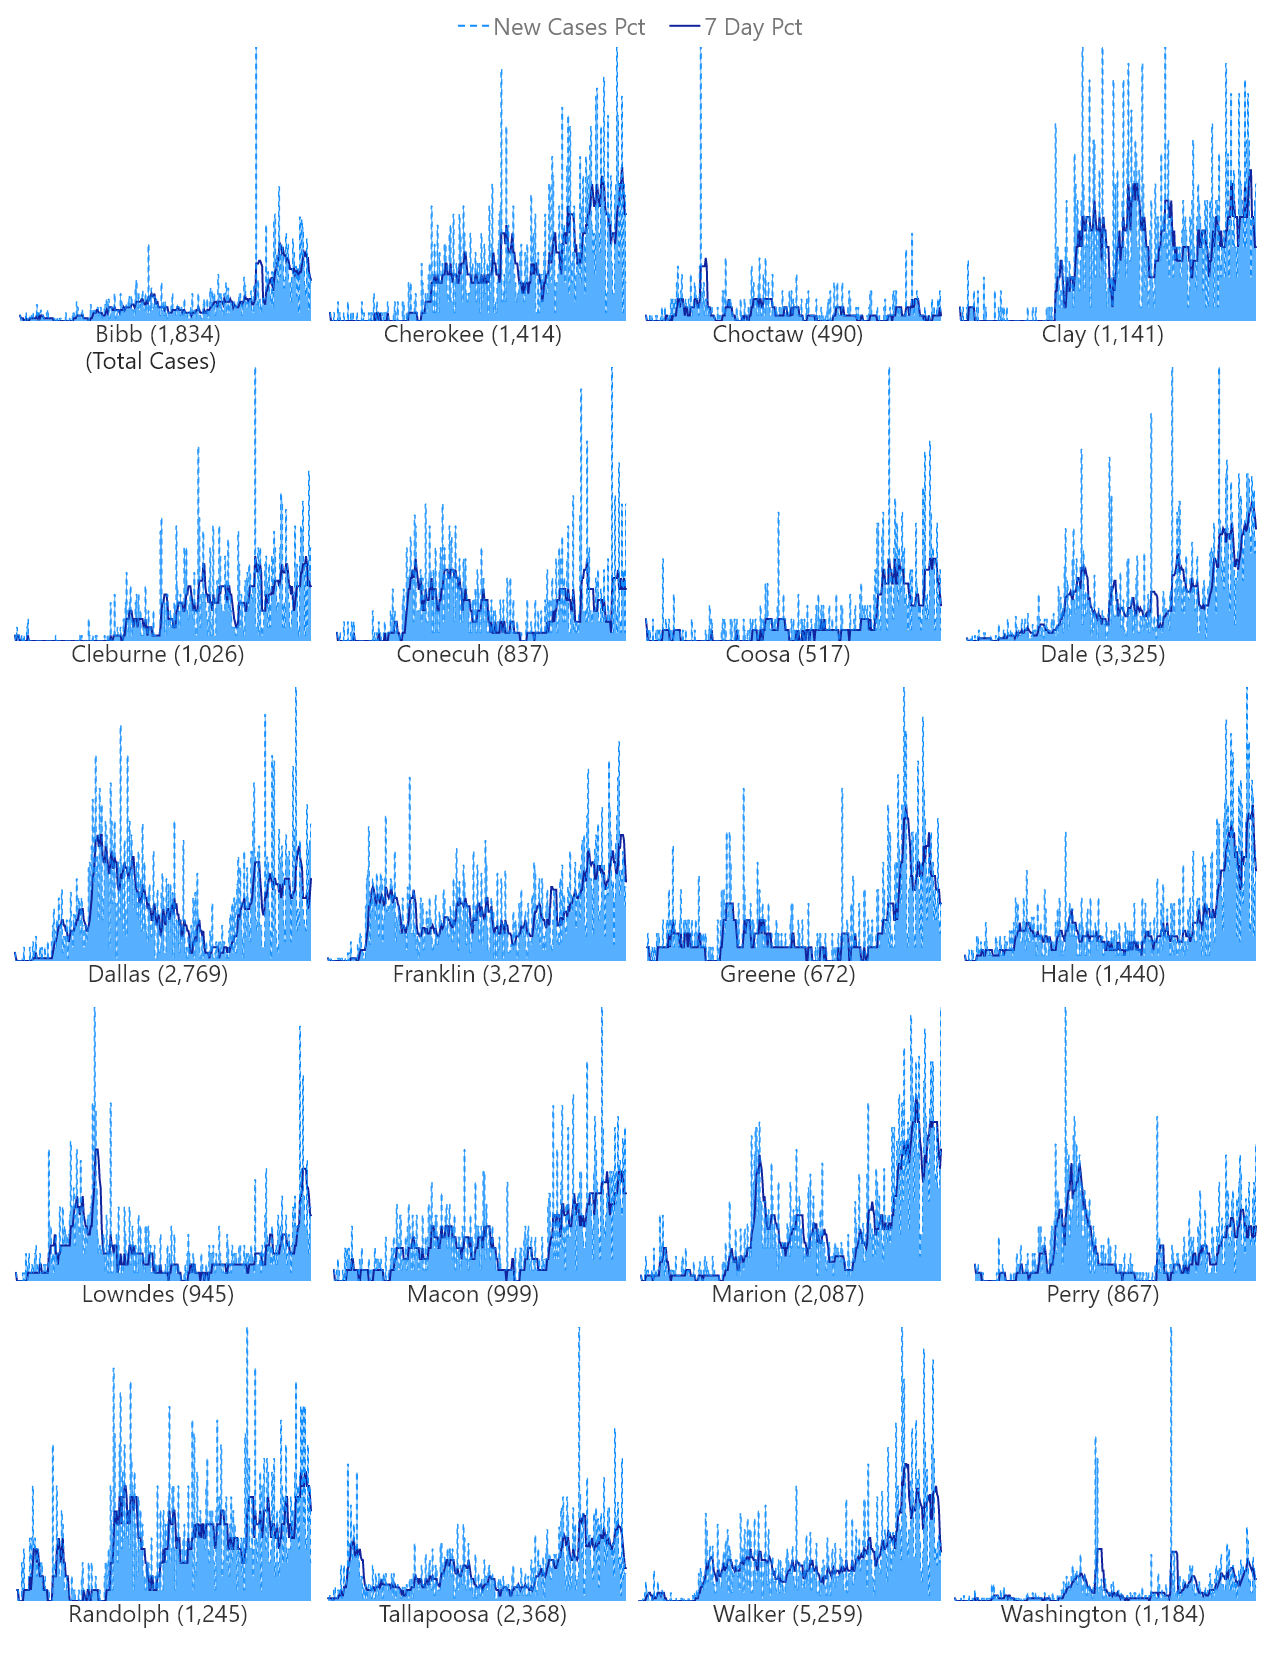 New Cases Pct 7 Day Pct
Bibb (1,834) Cherokee (1,414) Choctaw (490) Clay (1,141)
(Total Cases)
Cleburne (1,026) Conecuh (837) Coosa (517) Dale (3,325)
Dallas (2,769) Franklin (3,270) Greene (672) Hale (1,440)
Lowndes (945) Macon (999) Marion (2,087) Perry (867)
Randolph (1,245) Tallapoosa (2,368) Walker (5,259) Washington (1,184)